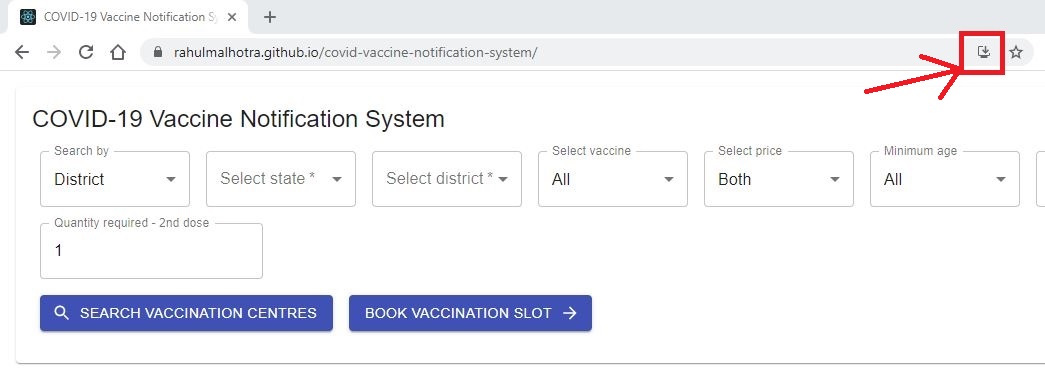 COVID-19 Vaccine Notification S
rahulmalhotra.github.io/covid-vaccine-notification-system/
COVID-19 Vaccine Notification System
Search by
District
Select state *
Select district *
Select vaccine
All
Select price
Both
Minimum age
All
Quantity required - 2nd dose
1
SEARCH VACCINATION CENTRES
BOOK VACCINATION SLOT